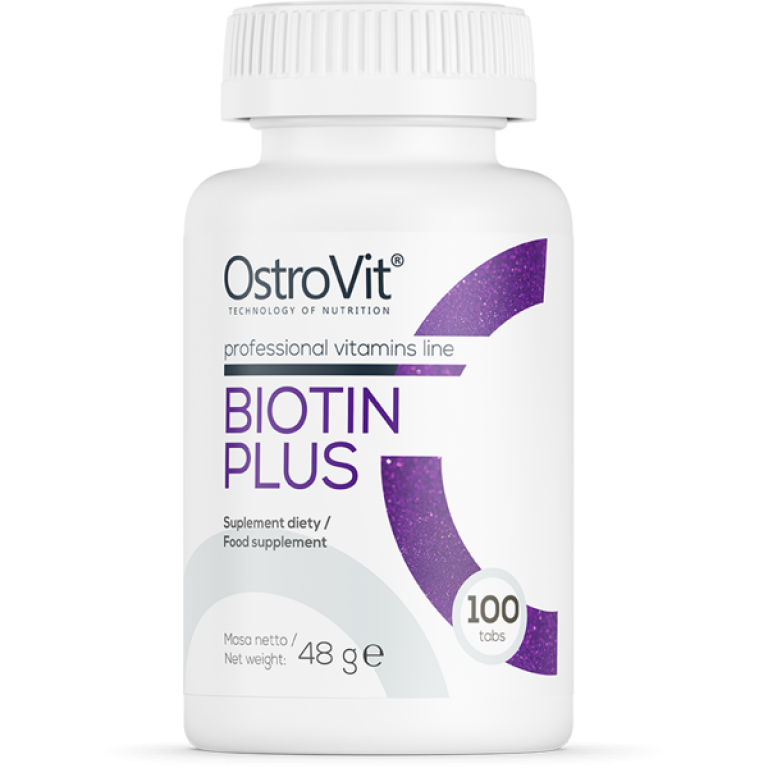 OstroVit®
TECHNOLOGY OF NUTRITION
professional vitamins line
BIOTIN
PLUS
Suplement diety /
Food supplement
100
tabs
Masa netto /
Net weight: 48 g℮